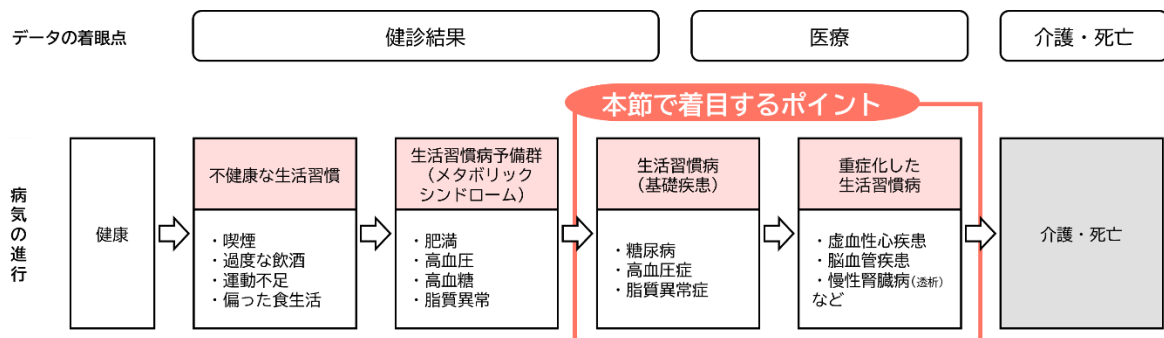 データの着眼点
健診結果
医療
介護・死亡
本節で着目するポイント
病気の進行
健康
不健康な生活習慣
・喫煙
・過度な飲酒
・運動不足
・偏った食生活
生活習慣病予備群
（メタボリック
シンドローム）
・肥満
・高血圧
・高血糖
・脂質異常
生活習慣病
（基礎疾患）
・糖尿病
・高血圧症
・脂質異常症
重症化した
生活習慣病
・虚血性心疾患
・脳血管疾患
・慢性腎臓病(透析)
など
介護・死亡